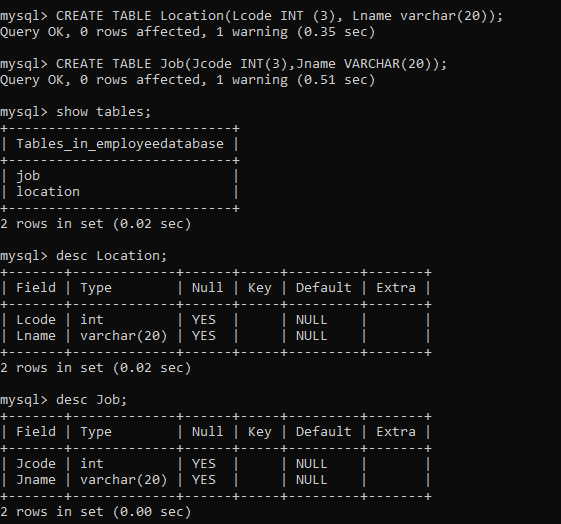 mysql> CREATE TABLE Location(Lcode INT (3), Lname varchar(20));
Query OK, 0 rows affected, 1 warning (0.35 sec)

mysql> CREATE TABLE Job(Jcode INT(3),Jname VARCHAR(20));
Query OK, 0 rows affected, 1 warning (0.51 sec)

mysql> show tables;
+----------------------------+
| Tables_in_employeedatabase |
+----------------------------+
| job                        |
| location                   |
+----------------------------+
2 rows in set (0.02 sec)

mysql> desc Location;
+-------+-------------+------+-----+---------+-------+
| Field | Type        | Null | Key | Default | Extra |
+-------+-------------+------+-----+---------+-------+
| Lcode | int         | YES  |     | NULL    |       |
| Lname | varchar(20) | YES  |     | NULL    |       |
+-------+-------------+------+-----+---------+-------+
2 rows in set (0.02 sec)

mysql> desc Job;
+-------+-------------+------+-----+---------+-------+
| Field | Type        | Null | Key | Default | Extra |
+-------+-------------+------+-----+---------+-------+
| Jcode | int         | YES  |     | NULL    |       |
| Jname | varchar(20) | YES  |     | NULL    |       |
+-------+-------------+------+-----+---------+-------+
2 rows in set (0.00 sec)